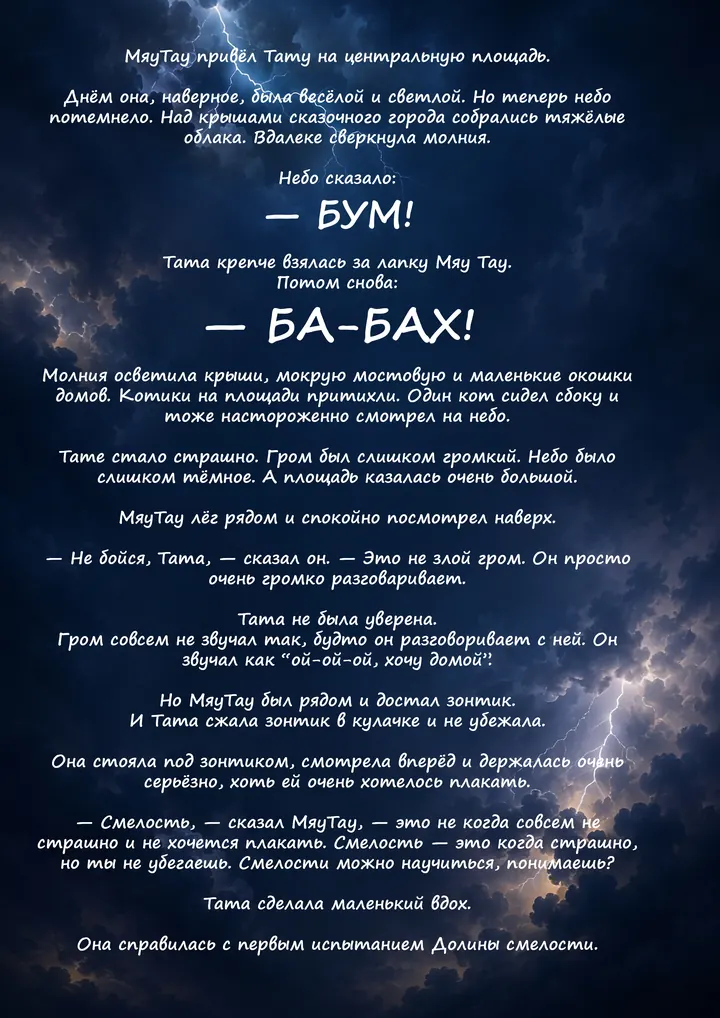 МяуТау привёл Тату на центральную площадь.
Днём она, наверное, была весёлой и светлой. Но теперь небо
потемнело. Над крышами сказочного города собрались тяжёлые
облака. Вдалеке сверкнула молния.
Небо сказало:
— БУМ!
Тата крепче взялась за лапку Мяу Тау.
Потом снова:
— БА-БАХ!
Молния осветила крыши, мокрую мостовую и маленькие окошки
домов. Котики на площади притихли. Один кот сидел сбоку и
тоже настороженно смотрел на небо.
Тате стало страшно. Гром был слишком громкий. Небо было
слишком тёмное. А площадь казалась очень большой.
МяуТау лёг рядом и спокойно посмотрел наверх.
— Не бойся, Тата, — сказал он. — Это не злой гром. Он просто
очень громко разговаривает.
Тата не была уверена.
Гром совсем не звучал так, будто он разговоривает с ней. Он
звучал как “ой-ой-ой, хочу домой”.
Но МяуТау был рядом и достал зонтик.
И Тата сжала зонтик в кулачке и не убежала.
Она стояла под зонтиком, смотрела вперёд и держалась очень
серьёзно, хоть ей очень хотелось плакать.
— Смелость, — сказал МяуТау, — это не когда совсем не
страшно и не хочется плакать. Смелость — это когда страшно,
но ты не убегаешь. Смелости можно научиться, понимаешь?
Тата сделала маленький вдох.
Она справилась с первым испытанием Долины смелости.